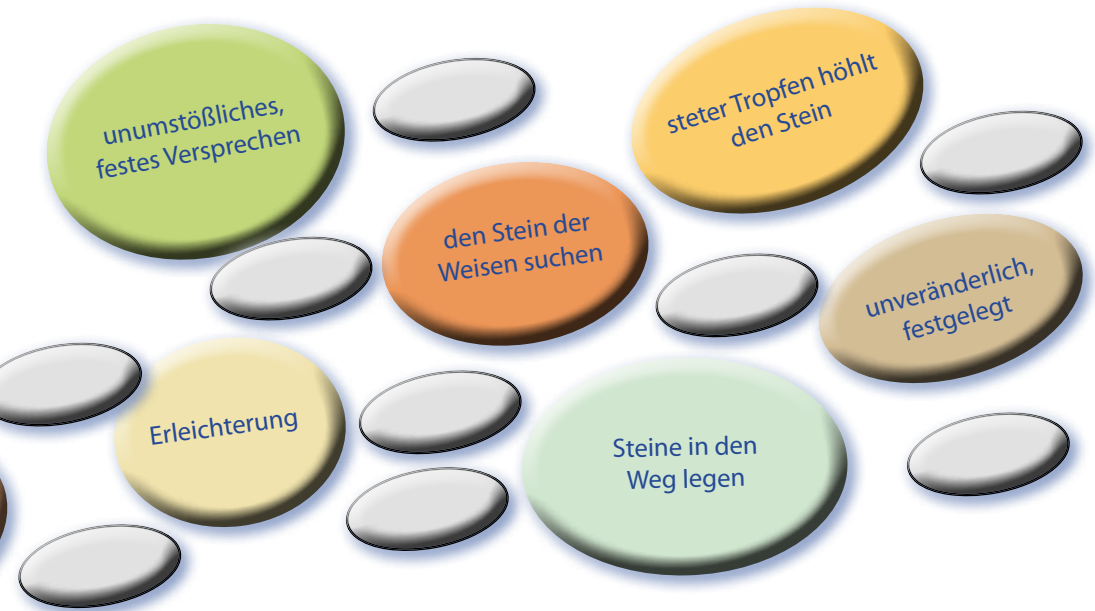 unumstößliches,
festes Versprechen
steter Tropfen höhlt
den Stein
den Stein der
Weisen suchen
unveränderlich,
festgelegt
Erleichterung
Steine in den
Weg legen